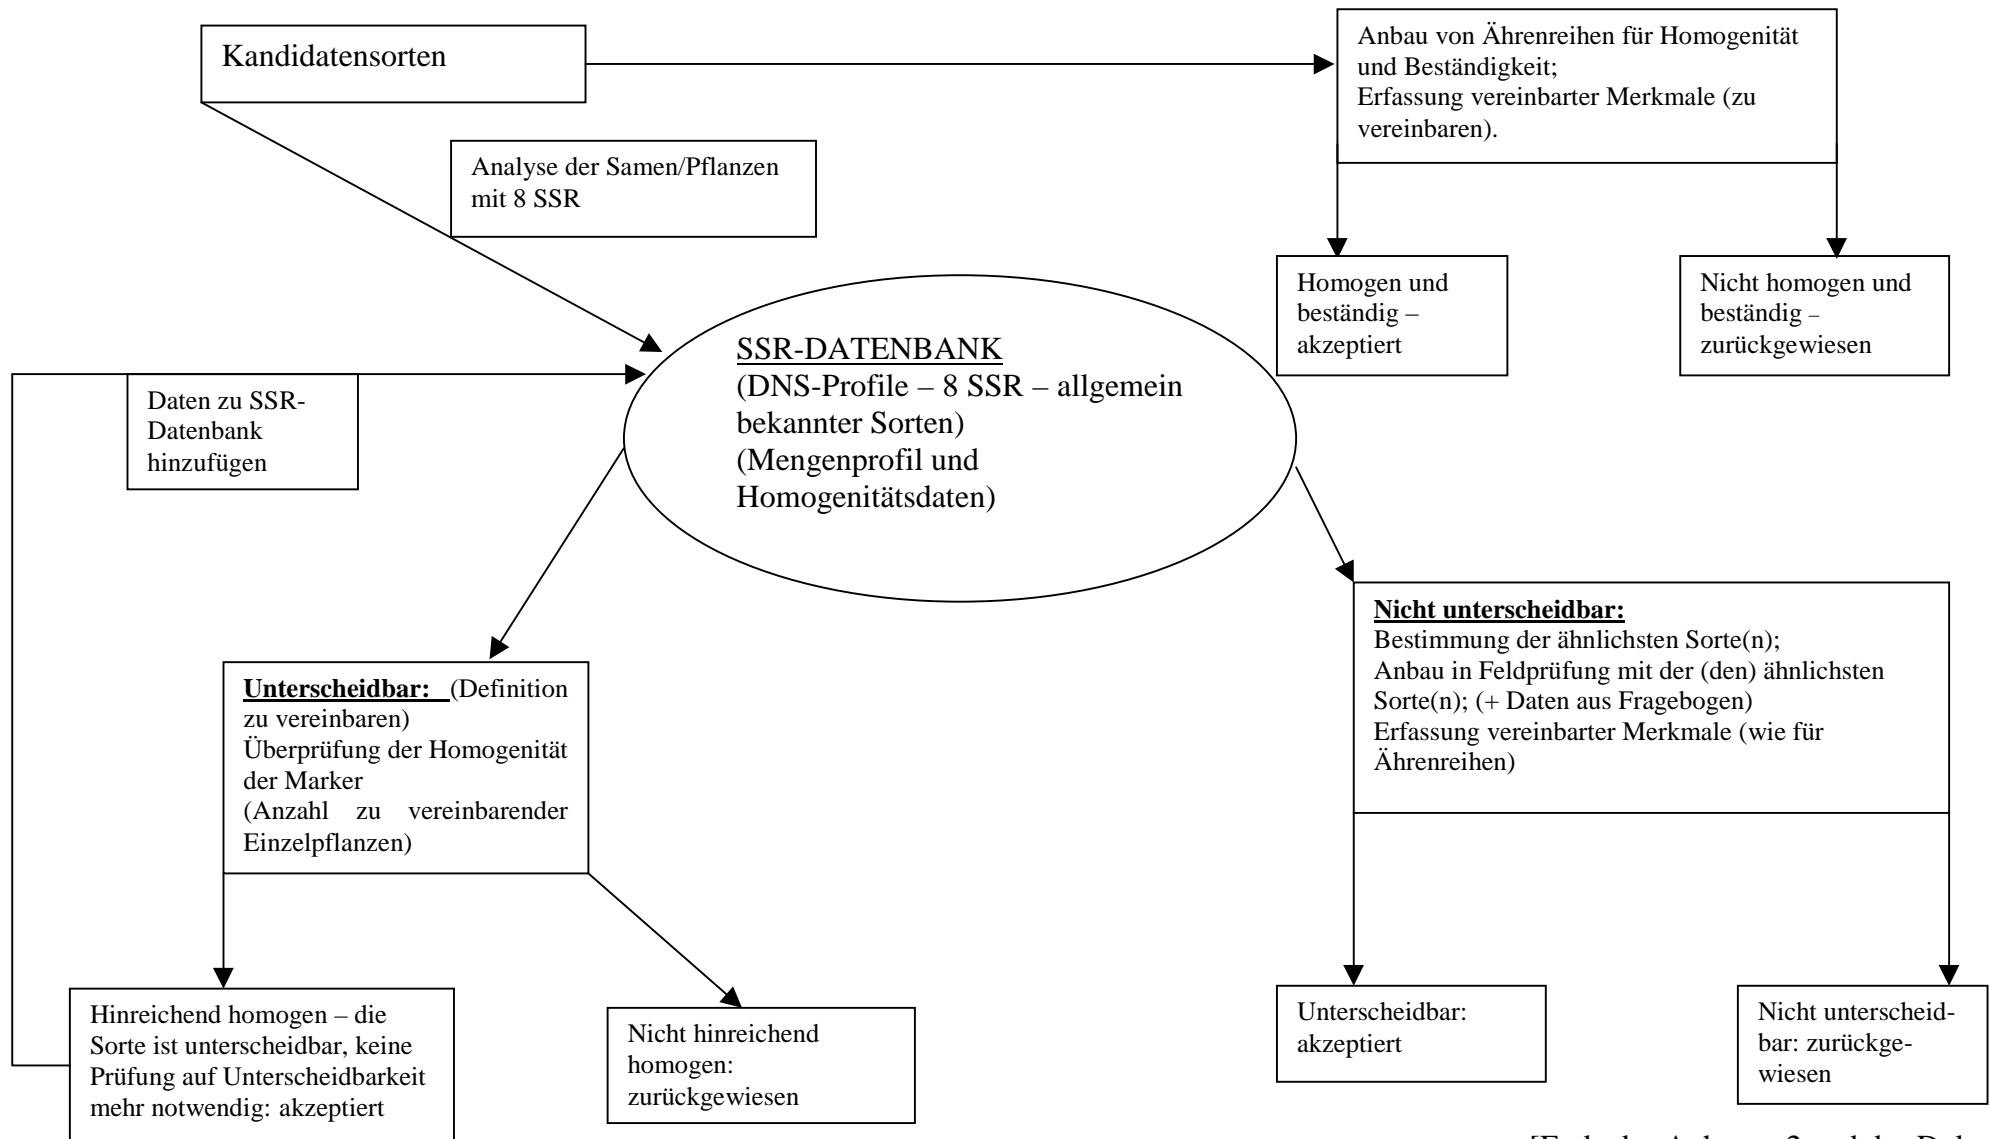 Kandidatensorten
Anbau von Ährenreihen für Homogenität
und Beständigkeit;
Erfassung vereinbarter Merkmale (zu
vereinbaren).
Analyse der Samen/Pflanzen
mit 8 SSR
Homogen und
beständig –
akzeptiert
Nicht homogen und
beständig –
zurückgewiesen
SSR-DATENBANK
(DNS-Profile – 8 SSR – allgemein
bekannter Sorten)
(Mengenprofil und
Homogenitätsdaten)
Daten zu SSR-
Datenbank
hinzufügen
Unterscheidbar: (Definition
zu vereinbaren)
Überprüfung der Homogenität
der Marker
(Anzahl zu vereinbarender
Einzelpflanzen)
Nicht unterscheidbar:
Bestimmung der ähnlichsten Sorte(n);
Anbau in Feldprüfung mit der (den) ähnlichsten
Sorte(n); (+ Daten aus Fragebogen)
Erfassung vereinbarter Merkmale (wie für
Ährenreihen)
Hinreichend homogen – die
Sorte ist unterscheidbar, keine
Prüfung auf Unterscheidbarkeit
mehr notwendig: akzeptiert
Nicht hinreichend
homogen:
zurückgewiesen
Unterscheidbar:
akzeptiert
Nicht unterscheid-
bar: zurückge-
wiesen